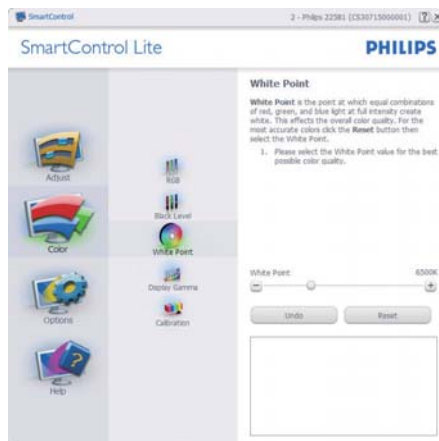 SmartControl
2 - Philips 225B1 (CS30715000001)
SmartControl Lite
PHILIPS
Adjust
Color
Options
Help
RGB
Black Level
White Point
Display Gamma
Calibration
White Point
White Point is the point at which equal combinations
of red, green, and blue light at full intensity create
white. This effects the overall color quality. For the
most accurate colors click the Reset button then
select the White Point.
1. Please select the White Point value for the best
possible color quality.
White Point 6500K
Undo Reset